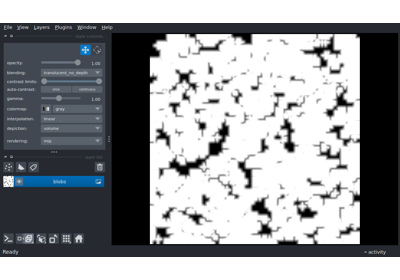 File View Layers Plugins Window Help
opacity: 1.00
blending: translucent_no_depth
contrast limits:
auto-contrast: once continuous
gamma: 1.00
colormap: gray
interpolation: linear
depiction: volume
rendering: mip
blobs
Ready
activity